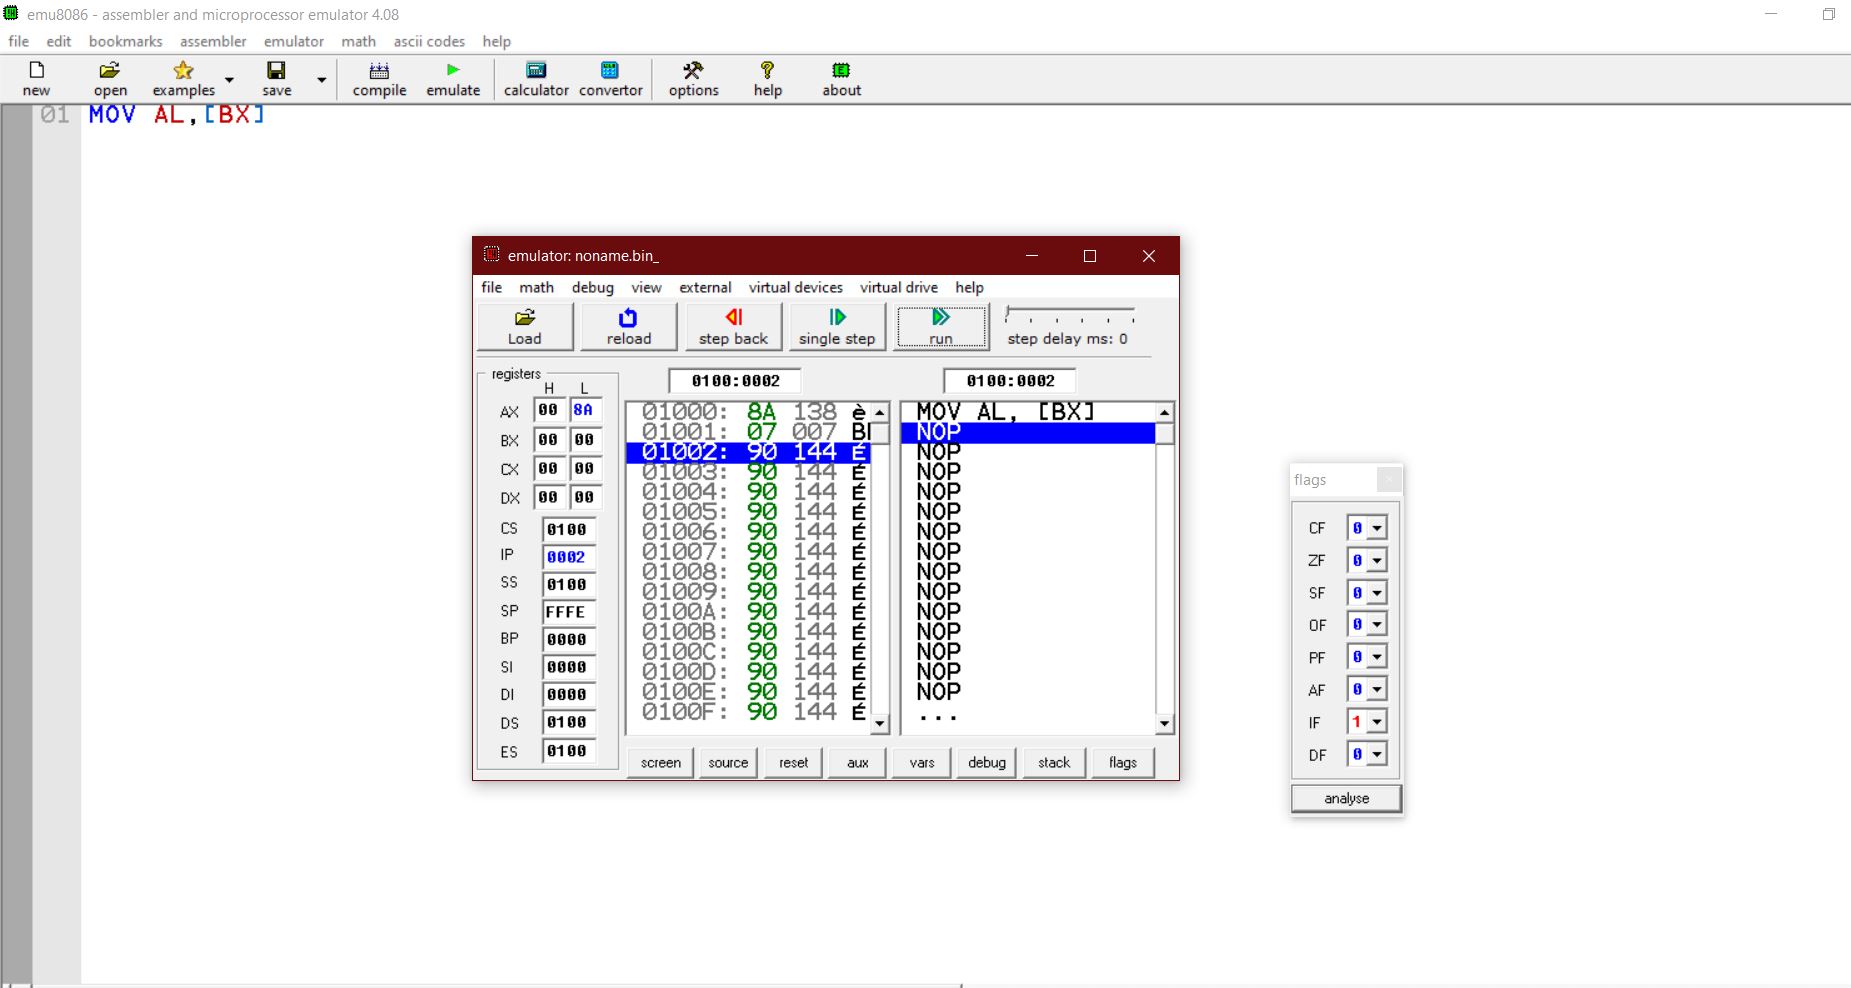 emu8086 - assembler and microprocessor emulator 4.08
file edit bookmarks assembler emulator math ascii codes help
new open examples save compile emulate calculator convertor options help about
01 MOV AL,[BX]
emulator: noname.bin_
file math debug view external virtual devices virtual drive help
Load reload step back single step run step delay ms: 0
registers
H L
0100:0002 0100:0002
AX 00 8A
BX 00 00
CX 00 00
DX 00 00
CS 0100
IP 0002
SS 0100
SP FFFE
BP 0000
SI 0000
DI 0000
DS 0100
ES 0100
01000: 8A 138 è
01001: 07 007
01002: 90 144 É
01003: 90 144 É
01004: 90 144 É
01005: 90 144 É
01006: 90 144 É
01007: 90 144 É
01008: 90 144 É
01009: 90 144 É
0100A: 90 144 É
0100B: 90 144 É
0100C: 90 144 É
0100D: 90 144 É
0100E: 90 144 É
0100F: 90 144 É
MOV AL, [BX]
NOP
NOP
NOP
NOP
NOP
NOP
NOP
NOP
NOP
NOP
NOP
NOP
NOP
NOP
...
screen source reset aux vars debug stack flags
flags
CF 0
ZF 0
SF 0
OF 0
PF 0
AF 0
IF 1
DF 0
analyse